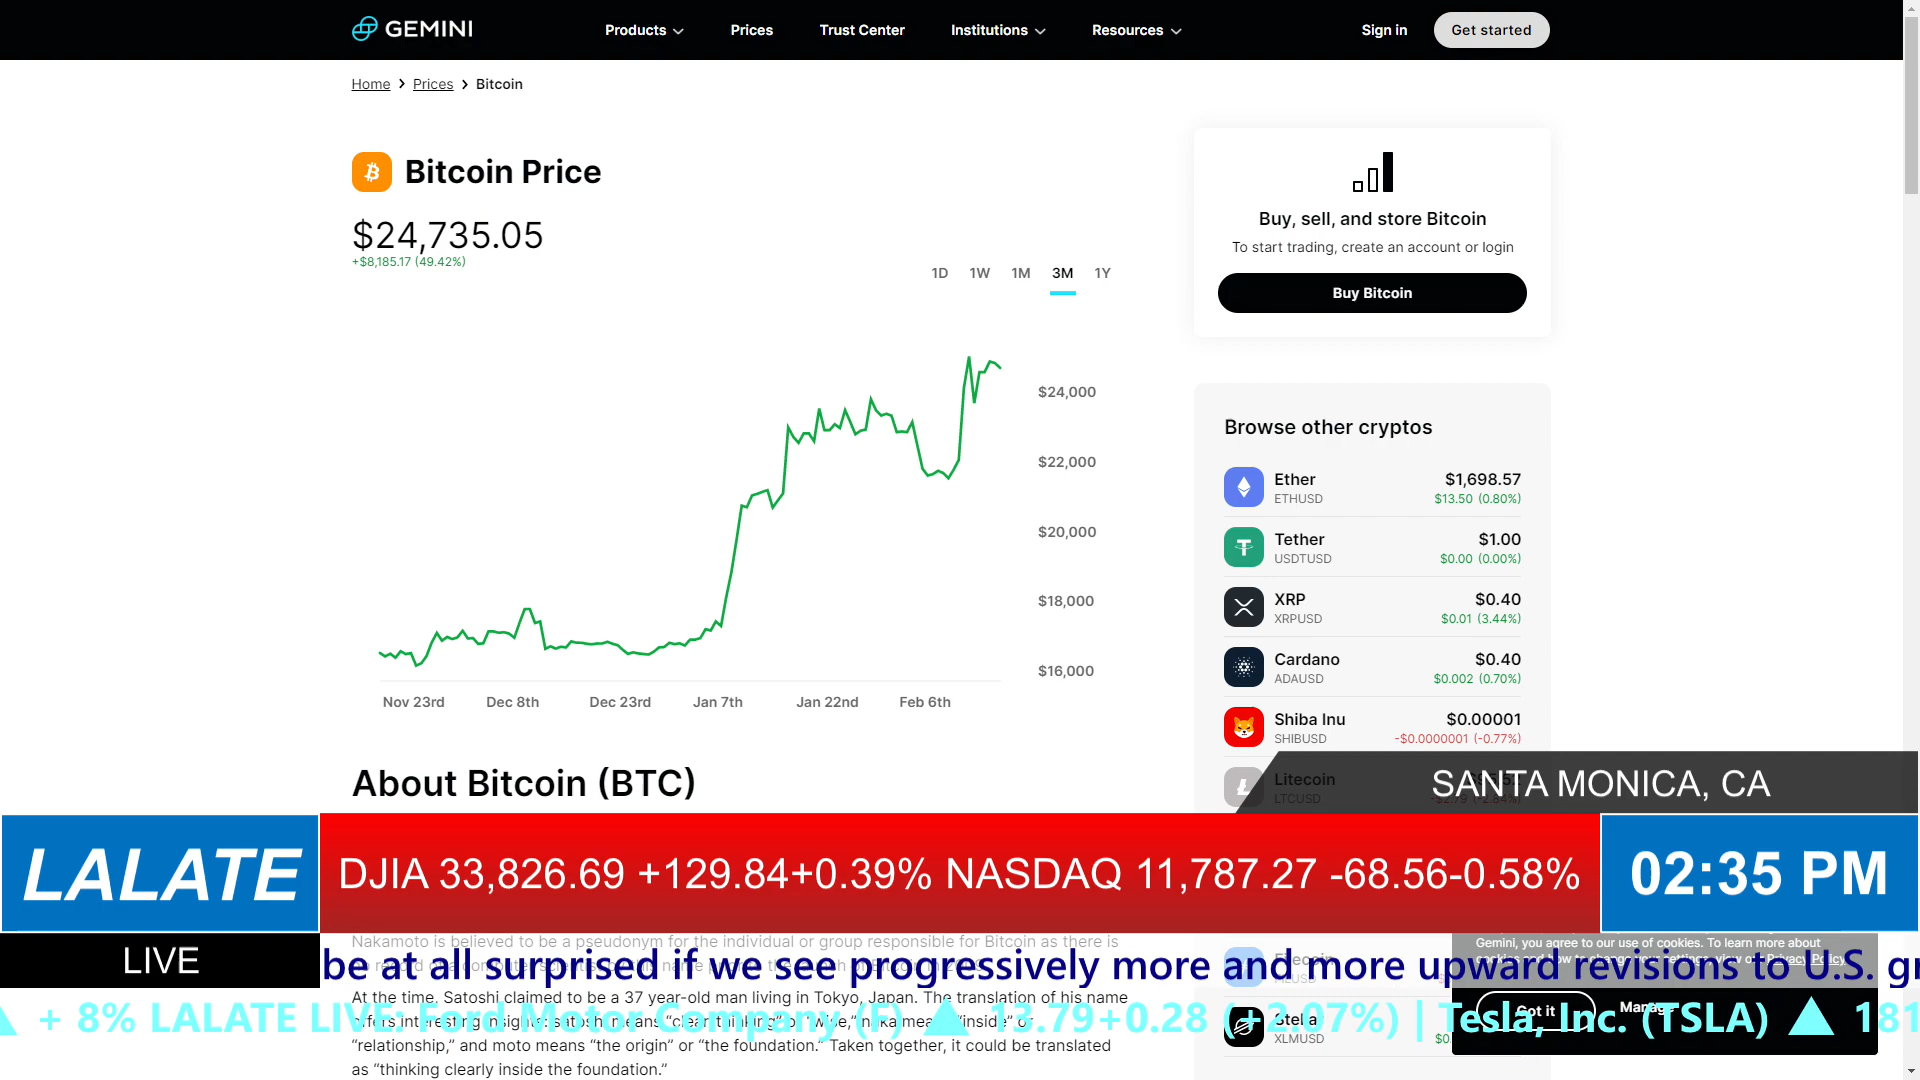 GEMINI
Products
Prices
Trust Center
Institutions
Resources
Sign in
Get started
Home
Prices
Bitcoin
Bitcoin Price
$24,735.05
+$8,185.17 (49.42%)
1D 1W 1M 3M 1Y
$24,000
$22,000
$20,000
$18,000
$16,000
Nov 23rd Dec 8th Dec 23rd Jan 7th Jan 22nd Feb 6th
Buy, sell, and store Bitcoin
To start trading, create an account or login
Buy Bitcoin
Browse other cryptos
Ether $1,698.57
ETHUSD $13.50 (0.80%)
Tether $1.00
USDTUSD $0.00 (0.00%)
XRP $0.40
XRPUSD $0.01 (3.44%)
Cardano $0.40
ADAUSD $0.002 (0.70%)
Shiba Inu $0.00001
SHIBUSD -$0.0000001 (-0.77%)
Litecoin
LTCUSD -$2.79 (-2.84%)
About Bitcoin (BTC)
SANTA MONICA, CA
LALATE
DJIA 33,826.69 +129.84+0.39% NASDAQ 11,787.27 -68.56-0.58%
02:35 PM
LIVE
Nakamoto is believed to be a pseudonym for the individual or group responsible for Bitcoin as there is
be at allsurprised if we see progressively more and more upward revisions to U.S. gr
Gemini, you agree to our use of cookies. To learn more about
Privacy Policy
At the time, Satoshi claimed to be a 37 year-old man living in Tokyo, Japan. The translation of his name
+ 8% LALATE LIVE: Ford Motor Company (F) ▲ 13.79+0.28 (+2.07%) | Tesla, Inc. (TSLA) ▲ 181
Got it
Manage
XLMUSD
“relationship,” and moto means “the origin” or “the foundation.” Taken together, it could be translated
as “thinking clearly inside the foundation.”